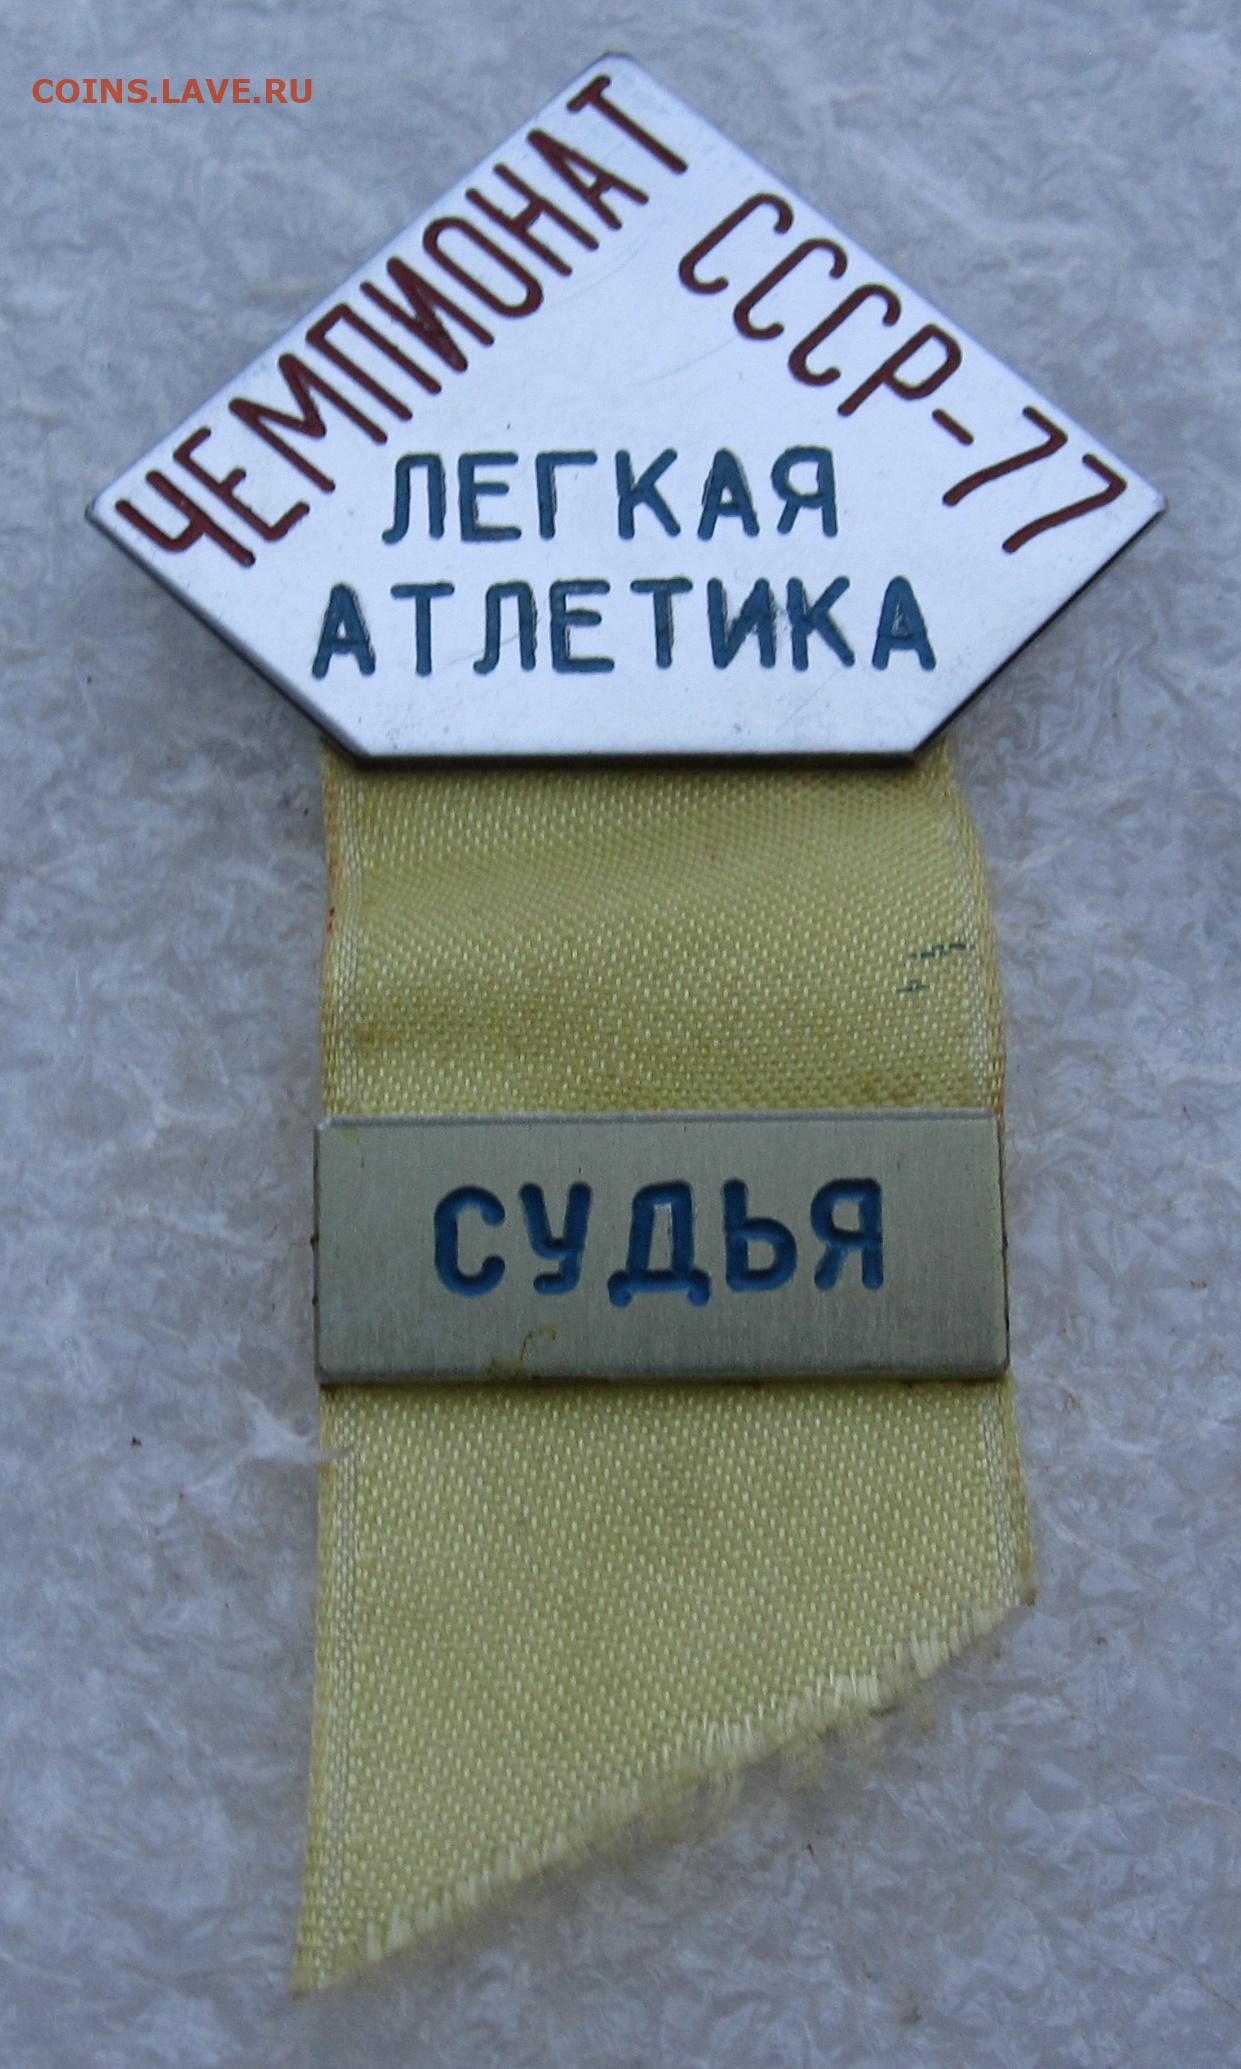 COINS.LAVE.RU
ЧЕМПИОНАТ СССР-77
ЛЕГКАЯ
АТЛЕТИКА
СУДЬЯ